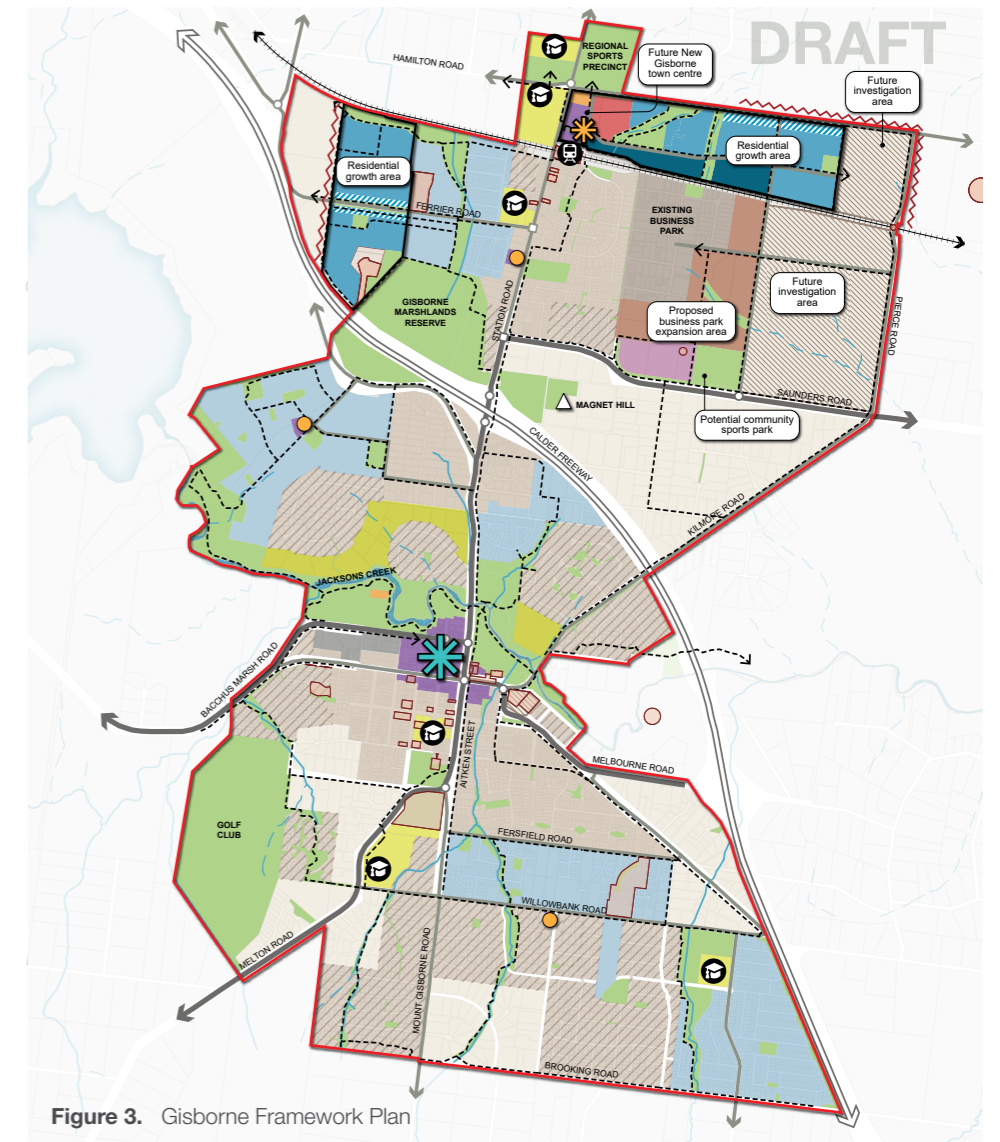 DRAFT
HAMILTON ROAD
REGIONAL
SPORTS
PRECINCT
Future New
Gisborne
town centre
Future
investigation
area
Residential
growth area
Residential
growth area
FERRIER ROAD
EXISTING
BUSINESS
PARK
STATION ROAD
GISBORNE
MARSHLANDS
RESERVE
Future
investigation
area
PIERCE ROAD
Proposed
business park
expansion area
SAUNDERS ROAD
MAGNET HILL
Potential community
sports park
CALDER FREEWAY
KILMORE ROAD
JACKSONS CREEK
BACCHUS MARSH ROAD
AITKEN STREET
MELBOURNE ROAD
GOLF
CLUB
FERSFIELD ROAD
WILLOWBANK ROAD
MELTON ROAD
MOUNT GISBORNE ROAD
BROOKING ROAD
Figure 3. Gisborne Framework Plan